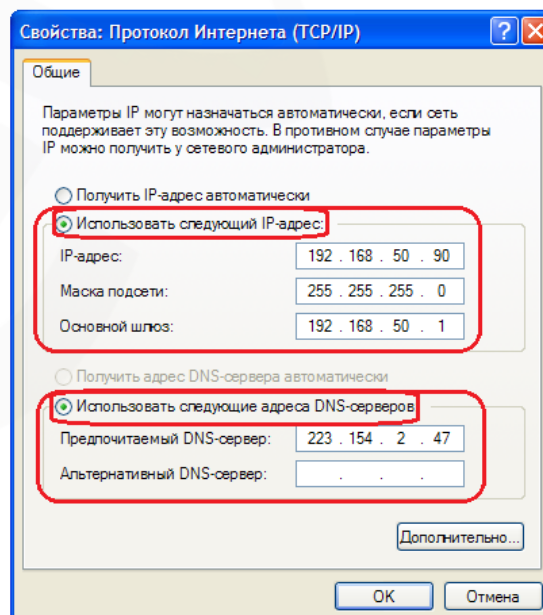 Свойства: Протокол Интернета (TCP/IP)
Общие
Параметры IP могут назначаться автоматически, если сеть
поддерживает эту возможность. В противном случае параметры
IP можно получить у сетевого администратора.
Получить IP-адрес автоматически
Использовать следующий IP-адрес:
IP-адрес: 192 . 168 . 50 . 90
Маска подсети: 255 . 255 . 255 . 0
Основной шлюз: 192 . 168 . 50 . 1
Получить адрес DNS-сервера автоматически
Использовать следующие адреса DNS-серверов
Предпочитаемый DNS-сервер: 223 . 154 . 2 . 47
Альтернативный DNS-сервер: . . .
Дополнительно...
OK Отмена